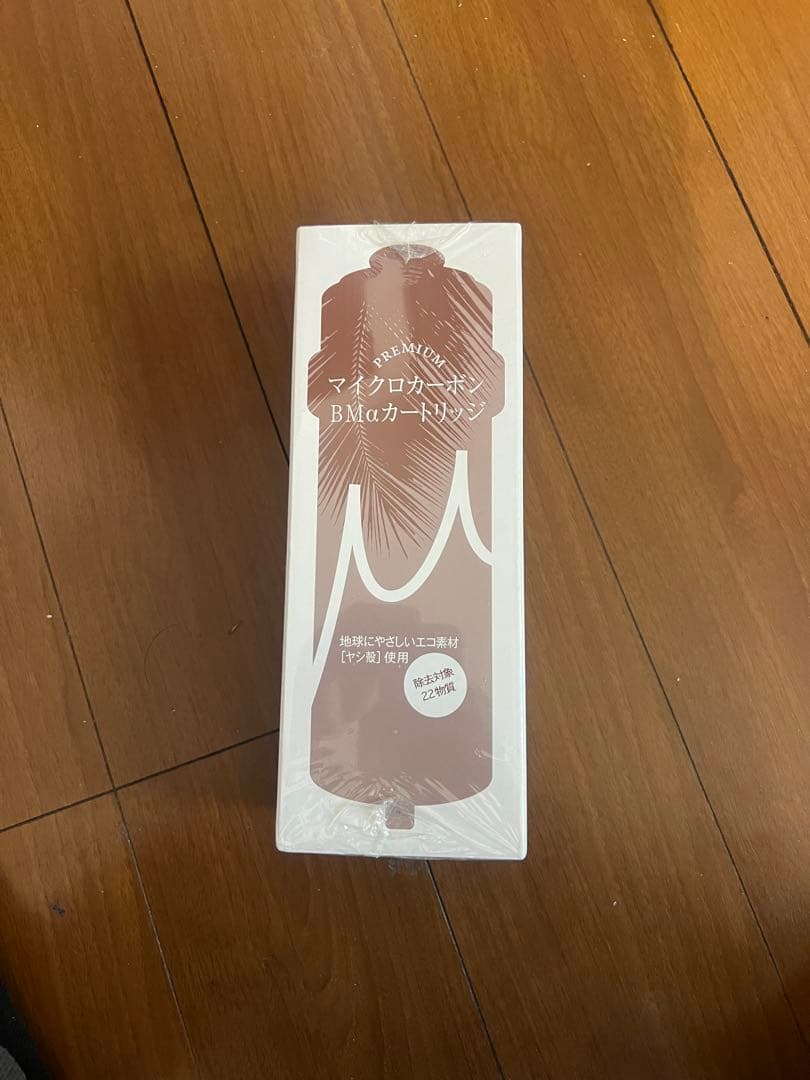 PREMIUM
マイクロカーボン
BMαカートリッジ
地球にやさしいエコ素材
[ヤシ殻]使用
除去対象
22物質